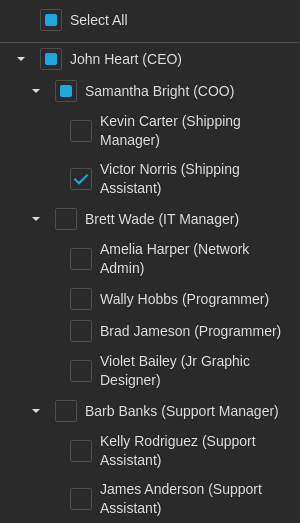 Select All
John Heart (CEO)
Samantha Bright (COO)
Kevin Carter (Shipping
Manager)
Victor Norris (Shipping
Assistant)
Brett Wade (IT Manager)
Amelia Harper (Network
Admin)
Wally Hobbs (Programmer)
Brad Jameson (Programmer)
Violet Bailey (Jr Graphic
Designer)
Barb Banks (Support Manager)
Kelly Rodriguez (Support
Assistant)
James Anderson (Support
Assistant)